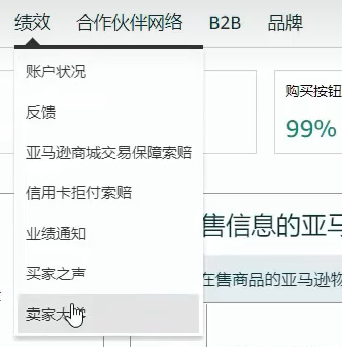 绩效 合作伙伴网络 B2B 品牌
账户状况
反馈
亚马逊商城交易保障索赔
信用卡拒付索赔
业绩通知
买家之声
卖家大
购买按钮
99%
售信息的亚马
在售商品的亚马逊物